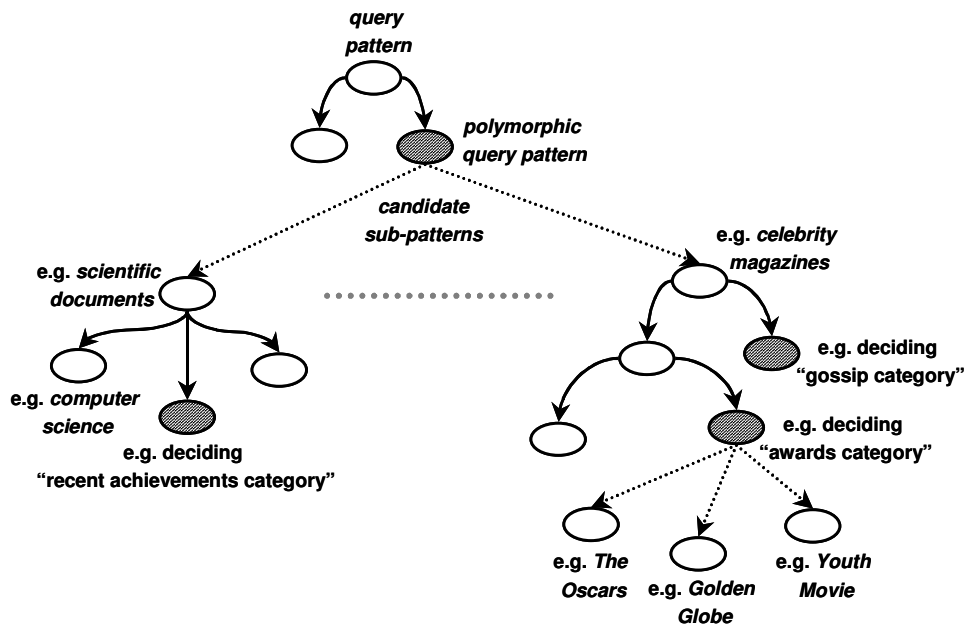 query
pattern
polymorphic
query pattern
candidate
sub-patterns
e.g. celebrity
magazines
e.g. scientific
documents
e.g. computer
science
e.g. deciding
“recent achievements category”
e.g. deciding
“gossip category”
e.g. deciding
“awards category”
e.g. The
Oscars
e.g. Golden
Globe
e.g. Youth
Movie